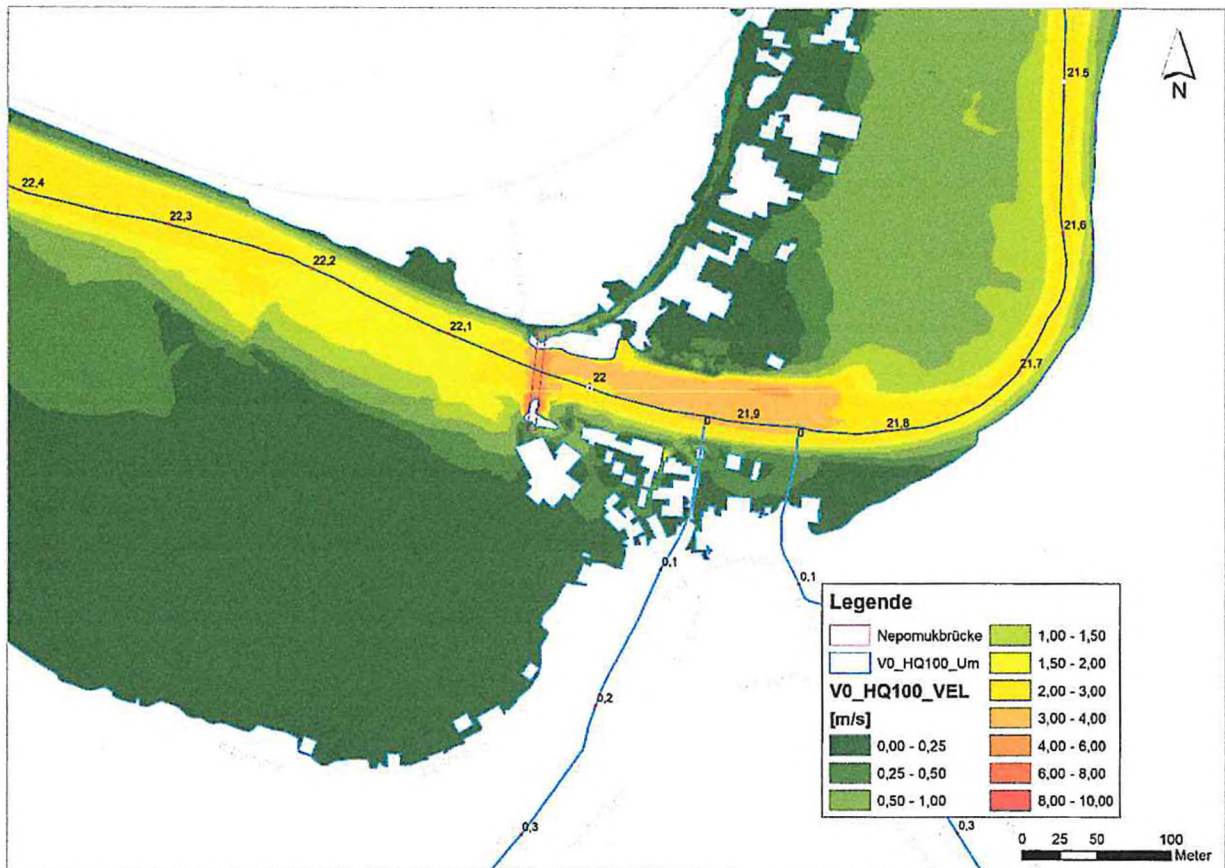 N
21.5
22,4
22,3
21,6
22,2
22,1
21,7
22
21,9
21,8
0
0
0,1
0,1
0,2
0,3
0,3
Legende
Nepomukbrücke
V0_HQ100_Um
V0_HQ100_VEL
[m/s]
0,00 - 0,25
0,25 - 0,50
0,50 - 1,00
1,00 - 1,50
1,50 - 2,00
2,00 - 3,00
3,00 - 4,00
4,00 - 6,00
6,00 - 8,00
8,00 - 10,00
0 25 50 100
Meter